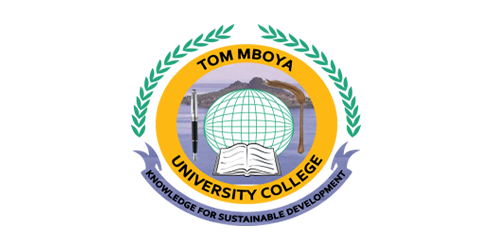 TOM MBOYA
UNIVERSITY COLLEGE
KNOWLEDGE FOR SUSTAINABLE DEVELOPMENT